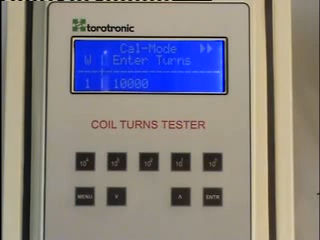 torotronic
Cal-Mode
W Enter Turns
1 10000
COIL TURNS TESTER
MENU V Λ ENTR